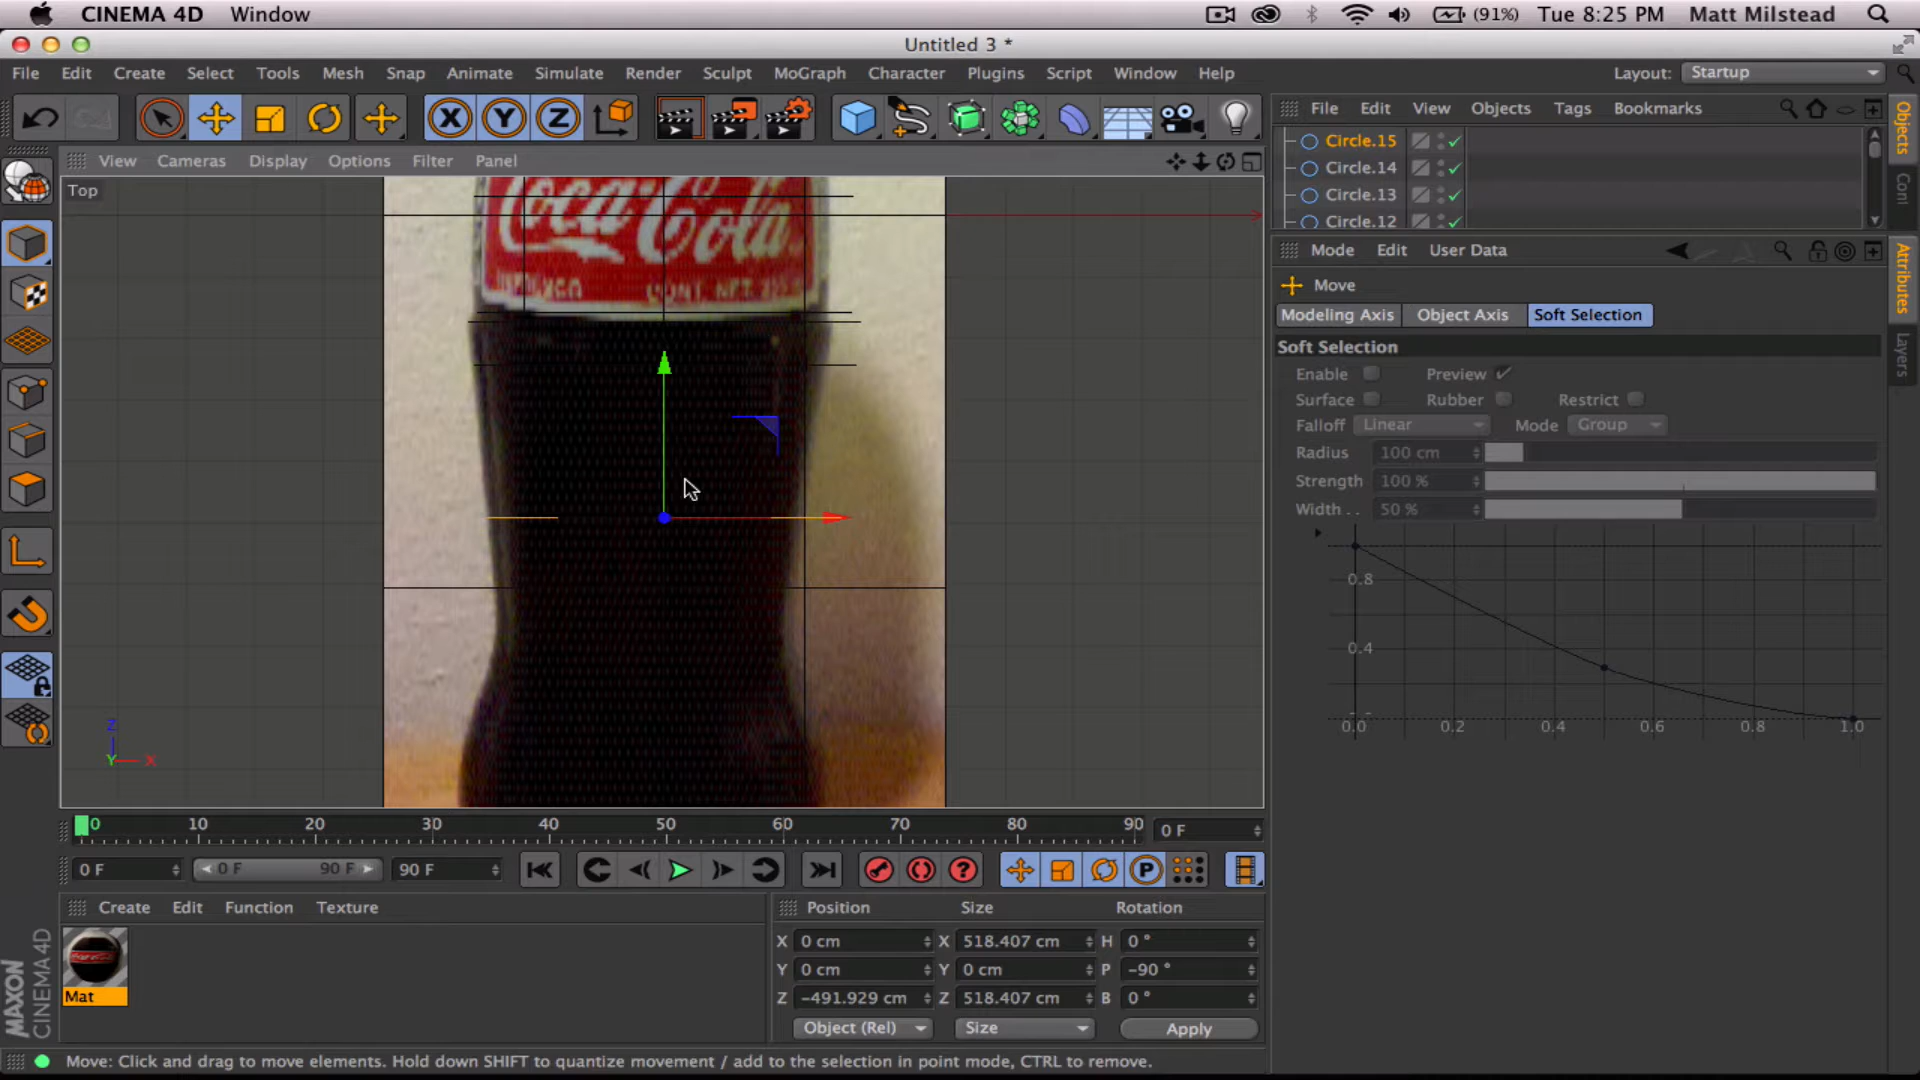 CINEMA 4D Window (91%) Tue 8:25 PM Matt Milstead
Untitled 3 *
File Edit Create Select Tools Mesh Snap Animate Simulate Render Sculpt MoGraph Character Plugins Script Window Help Layout: Startup
X Y Z
File Edit View Objects Tags Bookmarks
Objects
Circle.15
Circle.14
Circle.13
Circle.12
View Cameras Display Options Filter Panel
Top
Coca Cola
Z
Y X
Mode Edit User Data
Attributes
Layers
Move
Modeling Axis Object Axis Soft Selection
Soft Selection
Enable Preview
Surface Rubber Restrict
Falloff Linear Mode Group
Radius 100 cm
Strength 100 %
Width . . 50 %
0.8
0.4
0.0 0.2 0.4 0.6 0.8 1.0
0 10 20 30 40 50 60 70 80 90 0 F
0 F 0 F 90 F 90 F P
Create Edit Function Texture
Mat
MAXON
CINEMA 4D
Position Size Rotation
X 0 cm X 518.407 cm H 0 °
Y 0 cm Y 0 cm P -90 °
Z -491.929 cm Z 518.407 cm B 0 °
Object (Rel) Size Apply
Move: Click and drag to move elements. Hold down SHIFT to quantize movement / add to the selection in point mode, CTRL to remove.